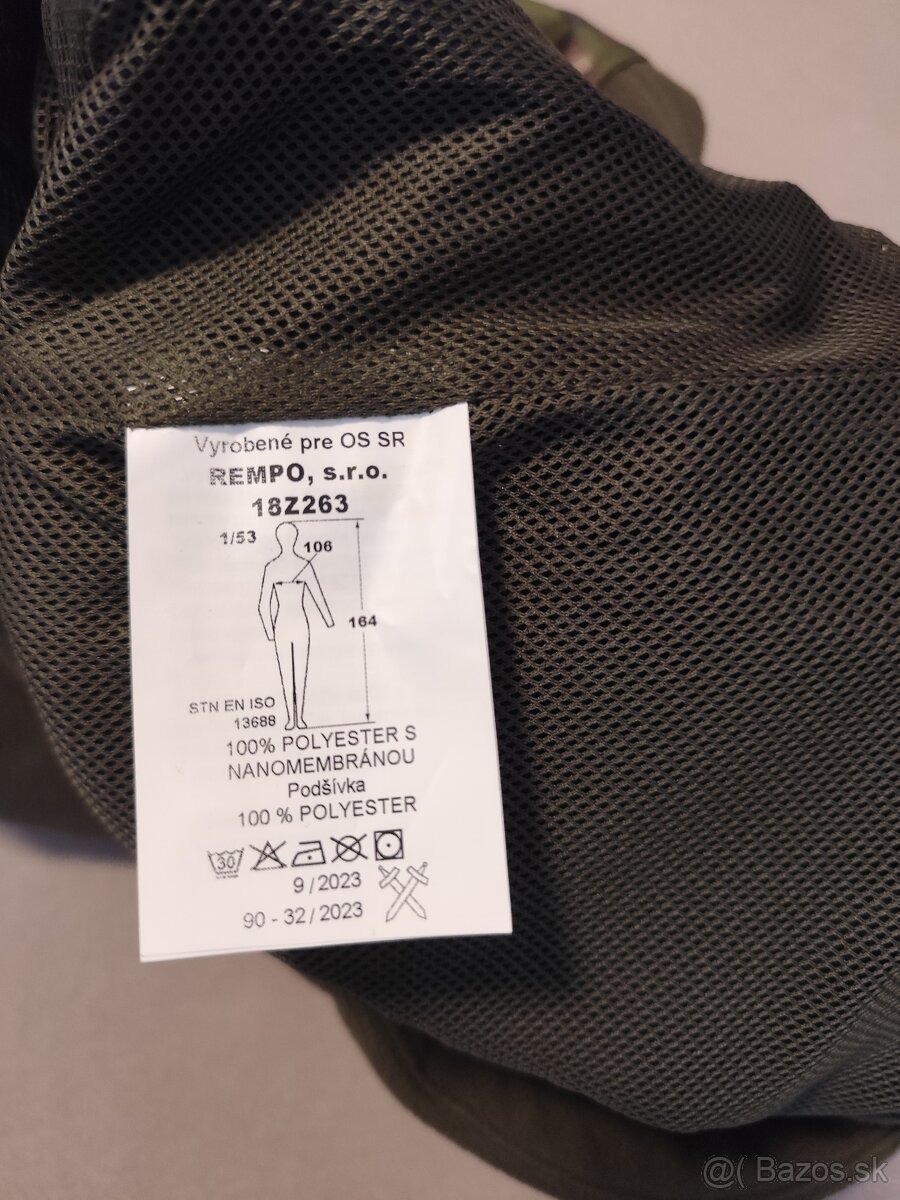 Vyrobené pre OS SR
REMPO, s.r.o.
18Z263
1/53
106
164
STN EN ISO
13688
100% POLYESTER S
NANOMEMBRÁNOU
Podšívka
100 % POLYESTER
30
9/2023
90 - 32/2023
@( Bazos.sk